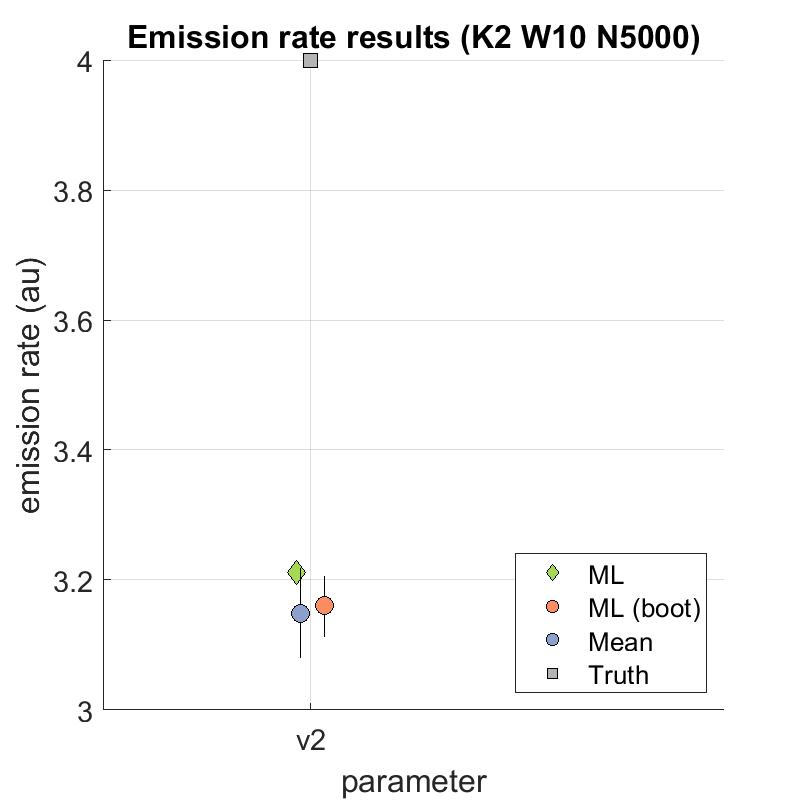 Emission rate results (K2 W10 N5000)
4
3.8
3.6
3.4
3.2
3
emission rate (au)
ML
ML (boot)
Mean
Truth
v2
parameter